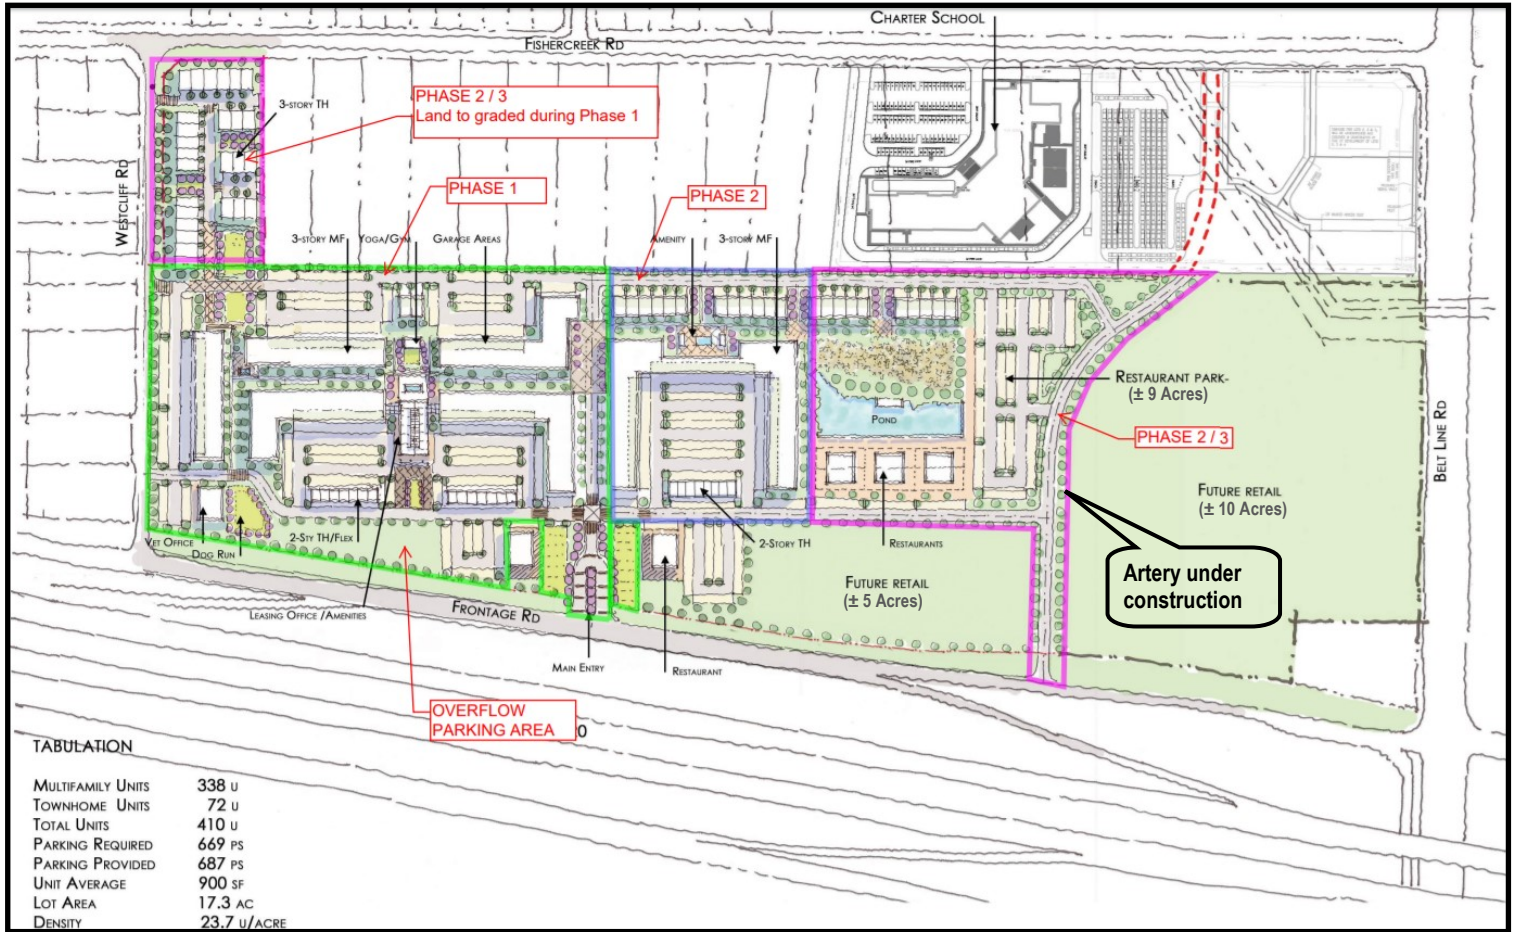 CHARTER SCHOOL
FISHERCREEK RD
3-STORY TH
PHASE 2 / 3
Land to graded during Phase 1
WESTCLIFF RD
PHASE 1
PHASE 2
3-STORY MF
YOGA/GYM
GARAGE AREAS
AMENITY
3-STORY MF
RESTAURANT PARK-
(± 9 Acres)
POND
PHASE 2 / 3
BELT LINE RD
FUTURE RETAIL
(± 10 Acres)
VET OFFICE
DOG RUN
2-STY TH/FLEX
2-STORY TH
RESTAURANTS
Artery under
construction
FUTURE RETAIL
(± 5 Acres)
LEASING OFFICE /AMENITIES
FRONTAGE RD
MAIN ENTRY
RESTAURANT
OVERFLOW
PARKING AREA
0
TABULATION
MULTIFAMILY UNITS 338 U
TOWNHOME UNITS 72 U
TOTAL UNITS 410 U
PARKING REQUIRED 669 PS
PARKING PROVIDED 687 PS
UNIT AVERAGE 900 SF
LOT AREA 17.3 AC
DENSITY 23.7 U/ACRE